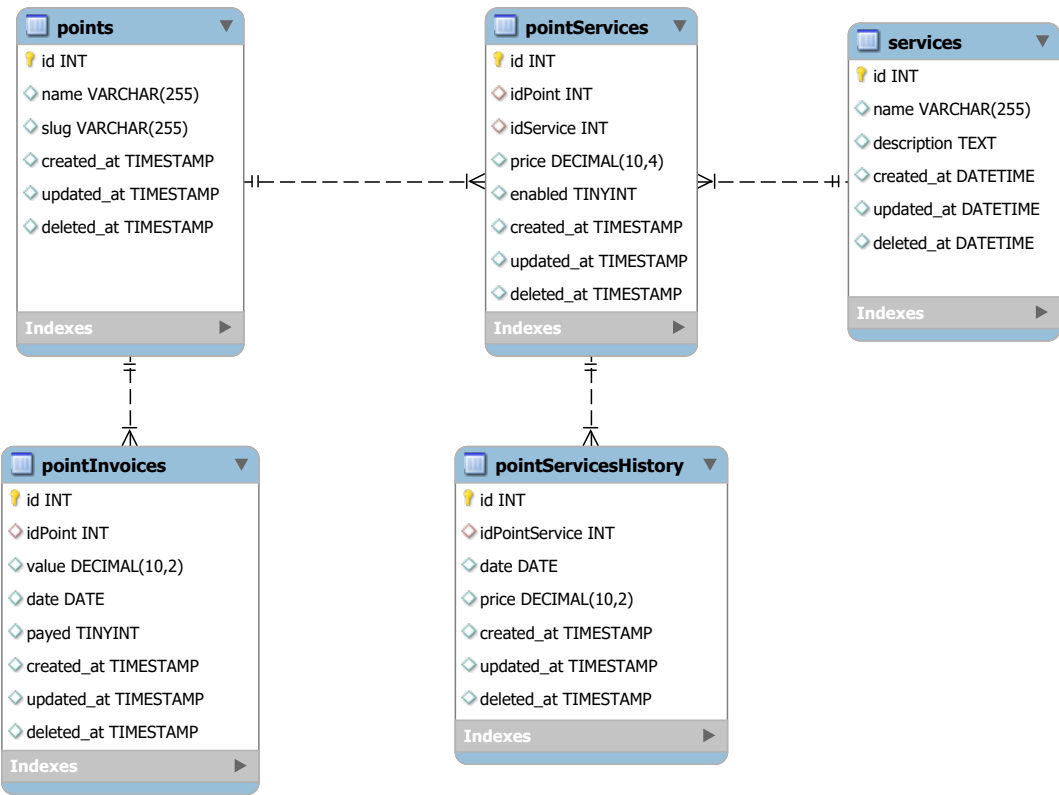 points
id INT
name VARCHAR(255)
slug VARCHAR(255)
created_at TIMESTAMP
updated_at TIMESTAMP
deleted_at TIMESTAMP
Indexes
pointServices
id INT
idPoint INT
idService INT
price DECIMAL(10,4)
enabled TINYINT
created_at TIMESTAMP
updated_at TIMESTAMP
deleted_at TIMESTAMP
Indexes
services
id INT
name VARCHAR(255)
description TEXT
created_at DATETIME
updated_at DATETIME
deleted_at DATETIME
Indexes
pointInvoices
id INT
idPoint INT
value DECIMAL(10,2)
date DATE
payed TINYINT
created_at TIMESTAMP
updated_at TIMESTAMP
deleted_at TIMESTAMP
Indexes
pointServicesHistory
id INT
idPointService INT
date DATE
price DECIMAL(10,2)
created_at TIMESTAMP
updated_at TIMESTAMP
deleted_at TIMESTAMP
Indexes